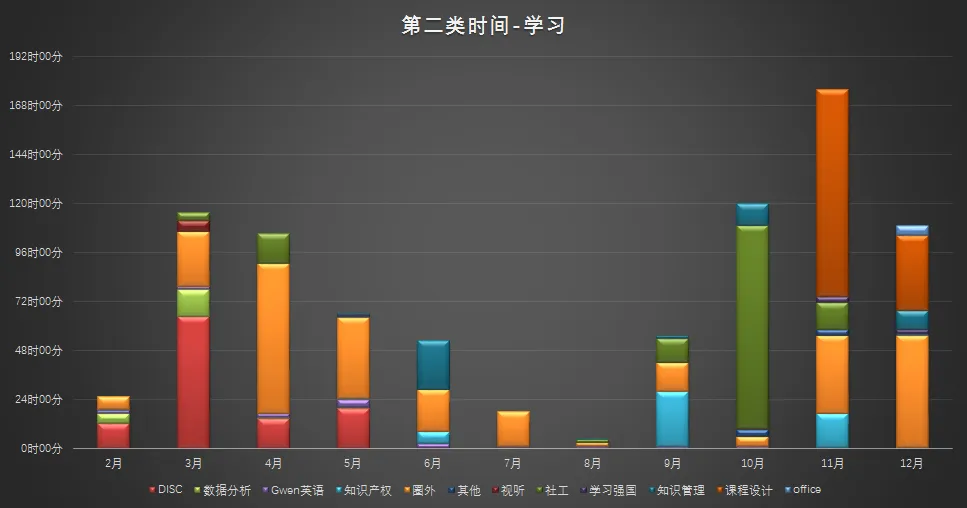 第二类时间-学习
192时00分
168时00分
144时00分
120时00分
96时00分
72时00分
48时00分
24时00分
0时00分
2月 3月 4月 5月 6月 7月 8月 9月 10月 11月 12月
DISC 数据分析 Gwen英语 知识产权 圈外 其他 视听 社工 学习强国 知识管理 课程设计 office